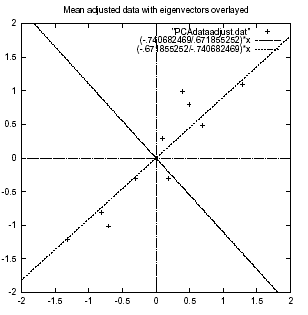 Mean adjusted data with eigenvectors overlayed
2
"PCAdataadjust.dat"
(-.740682469/.671855252)*x
(-.671855252/-.740682469)*x
1.5
1
0.5
0
-0.5
-1
-1.5
-2
-2 -1.5 -1 -0.5 0 0.5 1 1.5 2